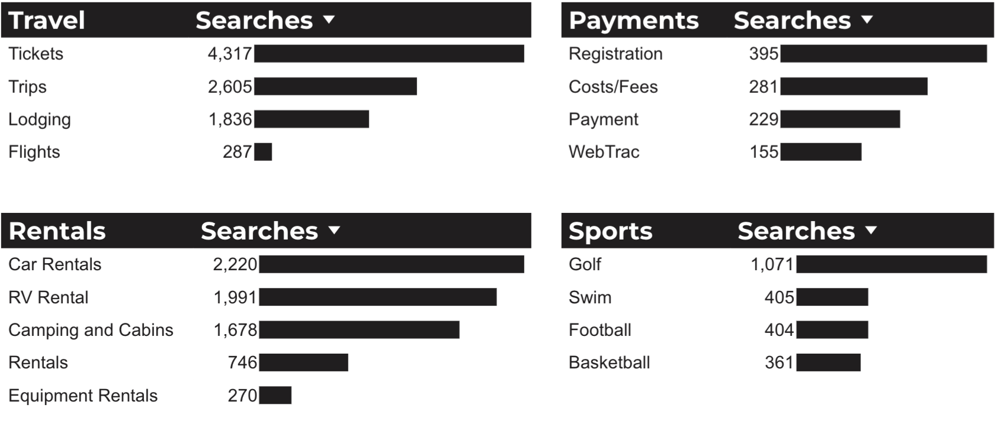 Travel Searches ▼
Tickets 4,317
Trips 2,605
Lodging 1,836
Flights 287
Payments Searches ▼
Registration 395
Costs/Fees 281
Payment 229
WebTrac 155
Rentals Searches ▼
Car Rentals 2,220
RV Rental 1,991
Camping and Cabins 1,678
Rentals 746
Equipment Rentals 270
Sports Searches ▼
Golf 1,071
Swim 405
Football 404
Basketball 361